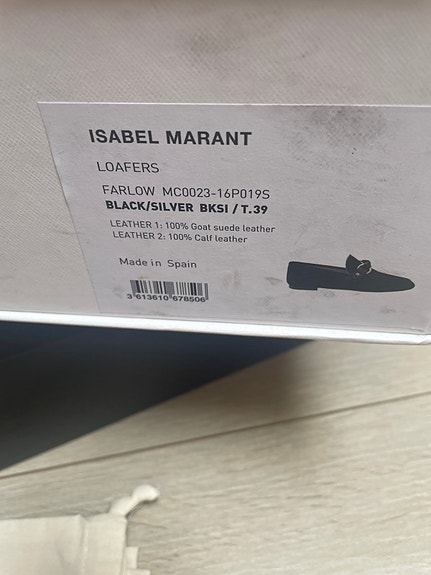 ISABEL MARANT
LOAFERS
FARLOW MC0023-16P019S
BLACK/SILVER BKSI / T.39
LEATHER 1: 100% Goat suede leather
LEATHER 2: 100% Calf leather
Made in Spain
3 613610 678506